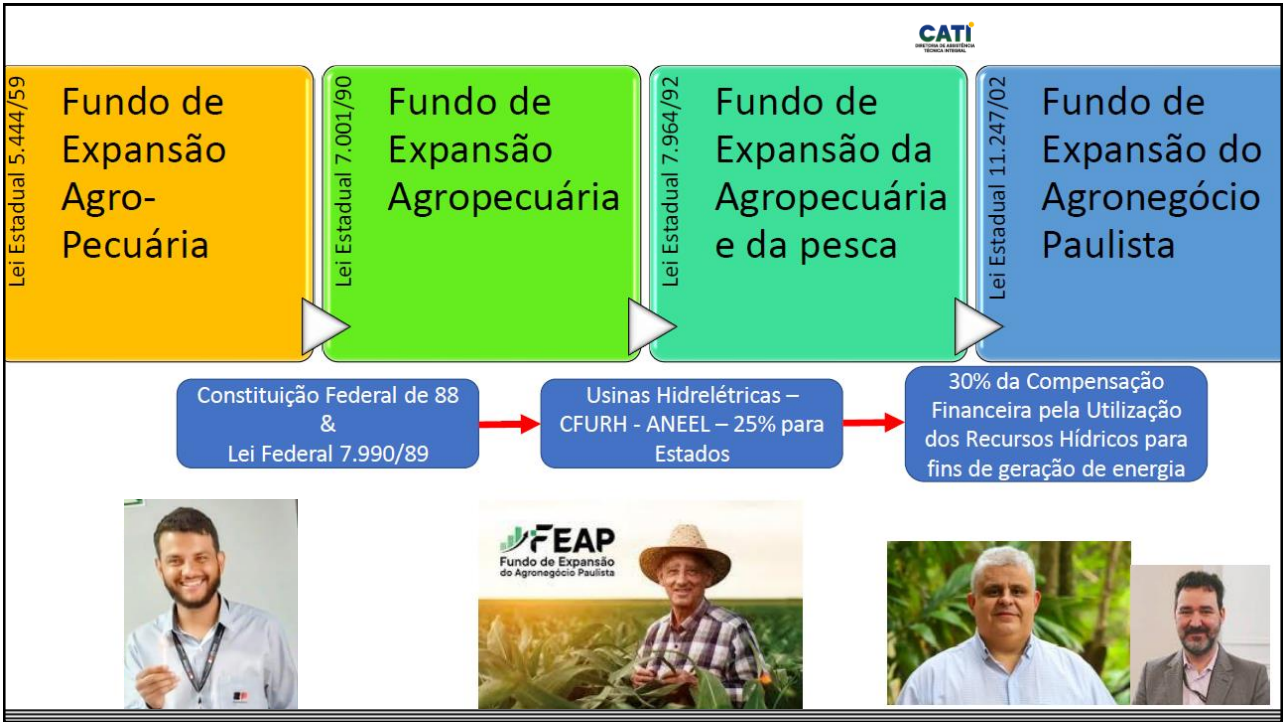 CATI
DIRETORIA DE ASSISTÊNCIA
TÉCNICA INTEGRAL
Lei Estadual 5.444/59
Fundo de
Expansão
Agro-
Pecuária
Lei Estadual 7.001/90
Fundo de
Expansão
Agropecuária
Lei Estadual 7.964/92
Fundo de
Expansão da
Agropecuária
e da pesca
Lei Estadual 11.247/02
Fundo de
Expansão do
Agronegócio
Paulista
Constituição Federal de 88
&
Lei Federal 7.990/89
Usinas Hidrelétricas –
CFURH - ANEEL – 25% para
Estados
30% da Compensação
Financeira pela Utilização
dos Recursos Hídricos para
fins de geração de energia
FEAP
Fundo de Expansão
do Agronegócio Paulista